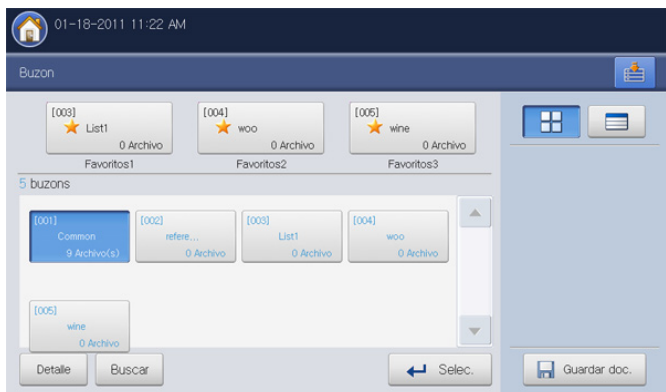 01-18-2011 11:22 AM
Buzon
[003] [004] [005]
List1 woo wine
0 Archivo 0 Archivo 0 Archivo
Favoritos1 Favoritos2 Favoritos3
5 buzons
[001] [002] [003] [004]
Common refere... List1 woo
9 Archivo(s) 0 Archivo 0 Archivo 0 Archivo
[005]
wine
0 Archivo
Detalle Buscar Selec. Guardar doc.